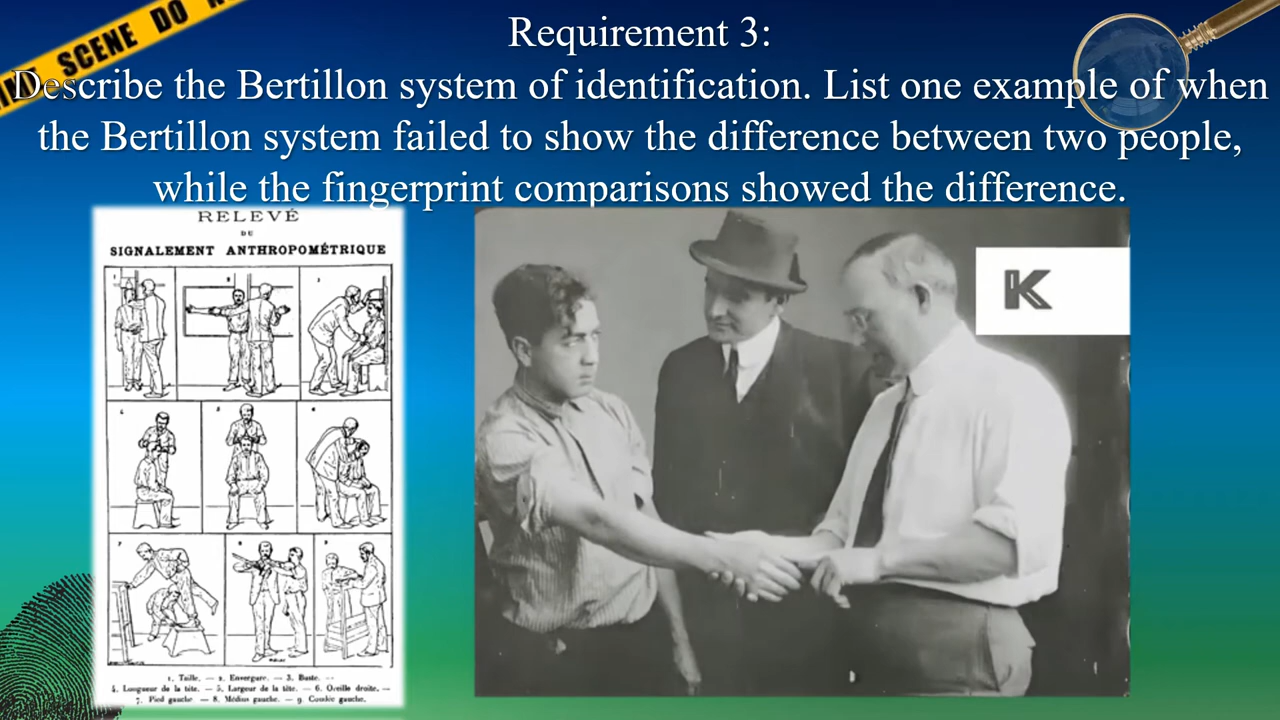 SCENE DO
Requirement 3:
Describe the Bertillon system of identification. List one example of when
the Bertillon system failed to show the difference between two people,
while the fingerprint comparisons showed the difference.
RELEVÉ
DU
SIGNALEMENT ANTHROPOMÉTRIQUE
K
1. Taille. — 2. Envergure. — 3. Buste. —
4. Longueur de la tête. — 5. Largeur de la tête. — 6. Oreille droite. —
7. Pied gauche. — 8. Médius gauche. — 9. Coudée gauche.